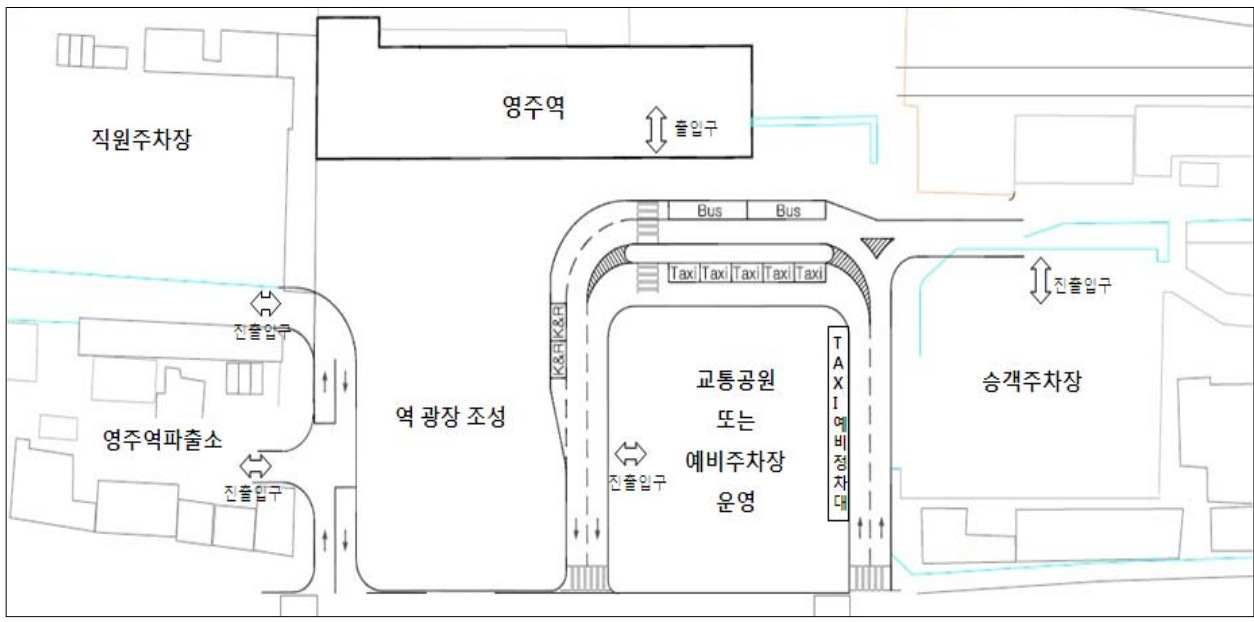 영주역
출입구
직원주차장
Bus Bus
Taxi Taxi Taxi Taxi Taxi
진출입구
진출입구
K&R K&R
TAXI예비정차대
교통공원
또는
예비주차장
운영
승객주차장
역 광장 조성
영주역파출소
진출입구
진출입구